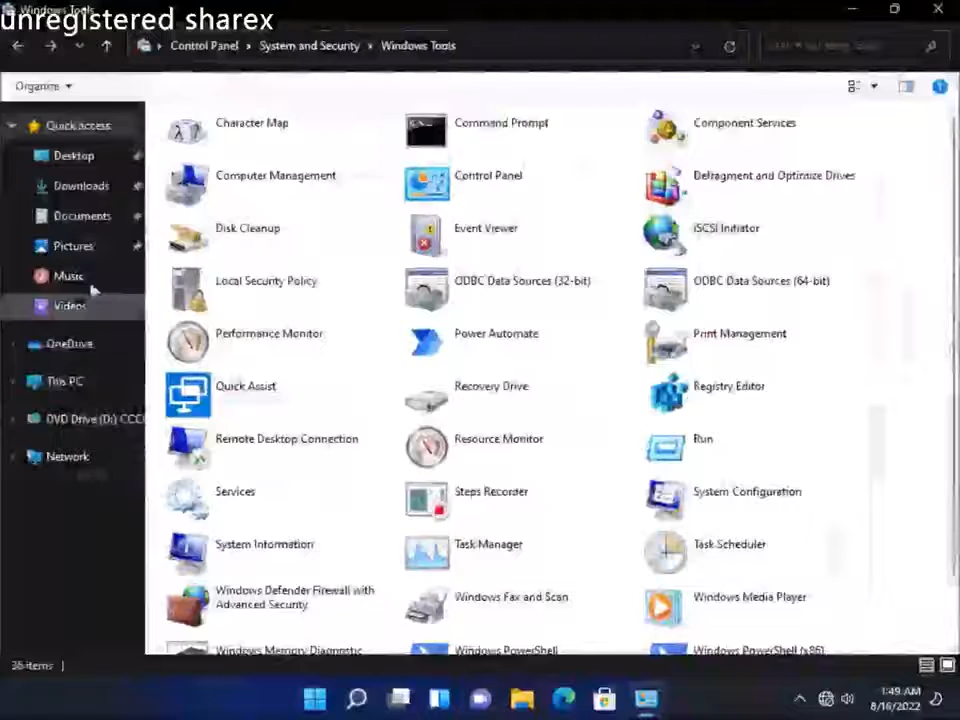 Windows Tools
unregistered sharex
Control Panel > System and Security > Windows Tools
Organize
Quick access
Desktop
Downloads
Documents
Pictures
Music
Videos
OneDrive
This PC
DVD Drive (D:) CCC
Network
Character Map
Command Prompt
Component Services
Computer Management
Control Panel
Defragment and Optimize Drives
Disk Cleanup
Event Viewer
iSCSI Initiator
Local Security Policy
ODBC Data Sources (32-bit)
ODBC Data Sources (64-bit)
Performance Monitor
Power Automate
Print Management
Quick Assist
Recovery Drive
Registry Editor
Remote Desktop Connection
Resource Monitor
Run
Services
Steps Recorder
System Configuration
System Information
Task Manager
Task Scheduler
Windows Defender Firewall with
Advanced Security
Windows Fax and Scan
Windows Media Player
Windows Memory Diagnostic
Windows PowerShell
Windows PowerShell (x86)
36 items
1:49 AM
8/16/2022